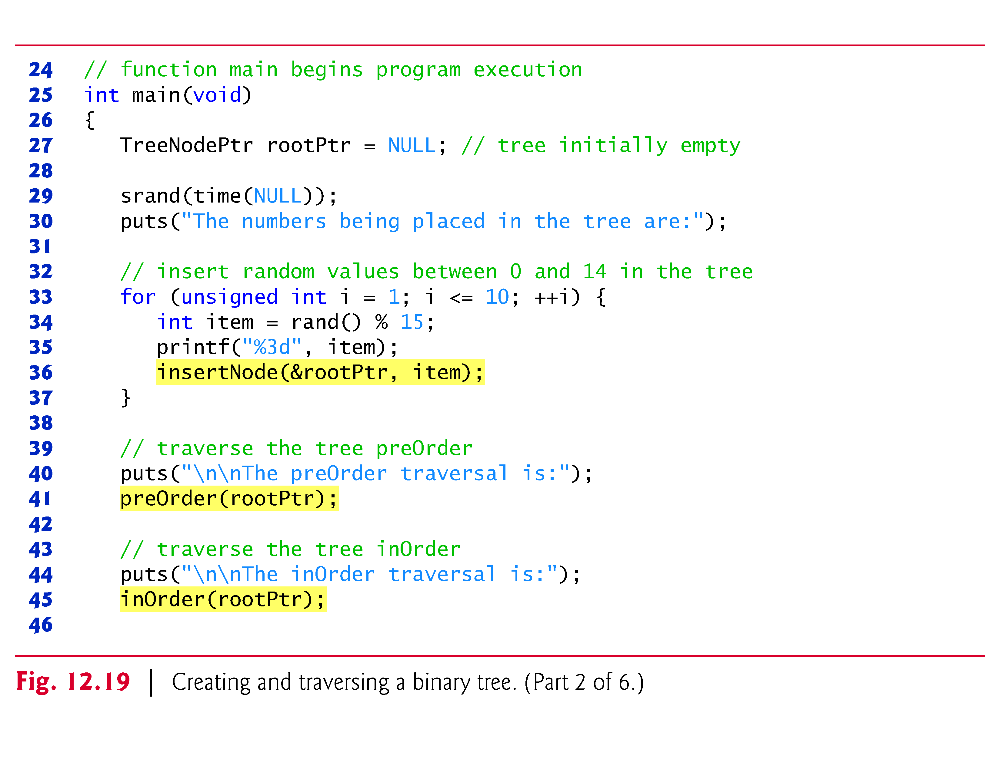 24 // function main begins program execution
25 int main(void)
26 {
27 TreeNodePtr rootPtr = NULL; // tree initially empty
28
29 srand(time(NULL));
30 puts("The numbers being placed in the tree are:");
31
32 // insert random values between 0 and 14 in the tree
33 for (unsigned int i = 1; i <= 10; ++i) {
34 int item = rand() % 15;
35 printf("%3d", item);
36 insertNode(&rootPtr, item);
37 }
38
39 // traverse the tree preOrder
40 puts("\n\nThe preOrder traversal is:");
41 preOrder(rootPtr);
42
43 // traverse the tree inOrder
44 puts("\n\nThe inOrder traversal is:");
45 inOrder(rootPtr);
46
Fig. 12.19 | Creating and traversing a binary tree. (Part 2 of 6.)